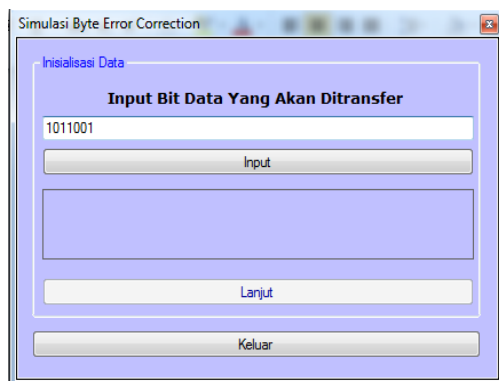 Simulasi Byte Error Correction
Inisialisasi Data
Input Bit Data Yang Akan Ditransfer
1011001
Input
Lanjut
Keluar